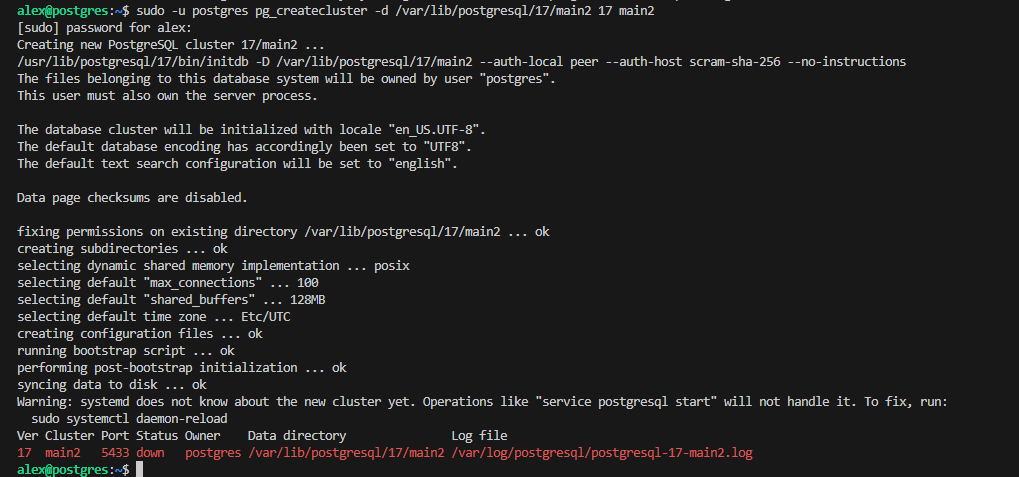 alex@postgres:~$ sudo -u postgres pg_createcluster -d /var/lib/postgresql/17/main2 17 main2
[sudo] password for alex:
Creating new PostgreSQL cluster 17/main2 ...
/usr/lib/postgresql/17/bin/initdb -D /var/lib/postgresql/17/main2 --auth-local peer --auth-host scram-sha-256 --no-instructions
The files belonging to this database system will be owned by user "postgres".
This user must also own the server process.

The database cluster will be initialized with locale "en_US.UTF-8".
The default database encoding has accordingly been set to "UTF8".
The default text search configuration will be set to "english".

Data page checksums are disabled.

fixing permissions on existing directory /var/lib/postgresql/17/main2 ... ok
creating subdirectories ... ok
selecting dynamic shared memory implementation ... posix
selecting default "max_connections" ... 100
selecting default "shared_buffers" ... 128MB
selecting default time zone ... Etc/UTC
creating configuration files ... ok
running bootstrap script ... ok
performing post-bootstrap initialization ... ok
syncing data to disk ... ok
Warning: systemd does not know about the new cluster yet. Operations like "service postgresql start" will not handle it. To fix, run:
  sudo systemctl daemon-reload
Ver Cluster Port Status Owner    Data directory               Log file
17  main2   5433 down   postgres /var/lib/postgresql/17/main2 /var/log/postgresql/postgresql-17-main2.log
alex@postgres:~$